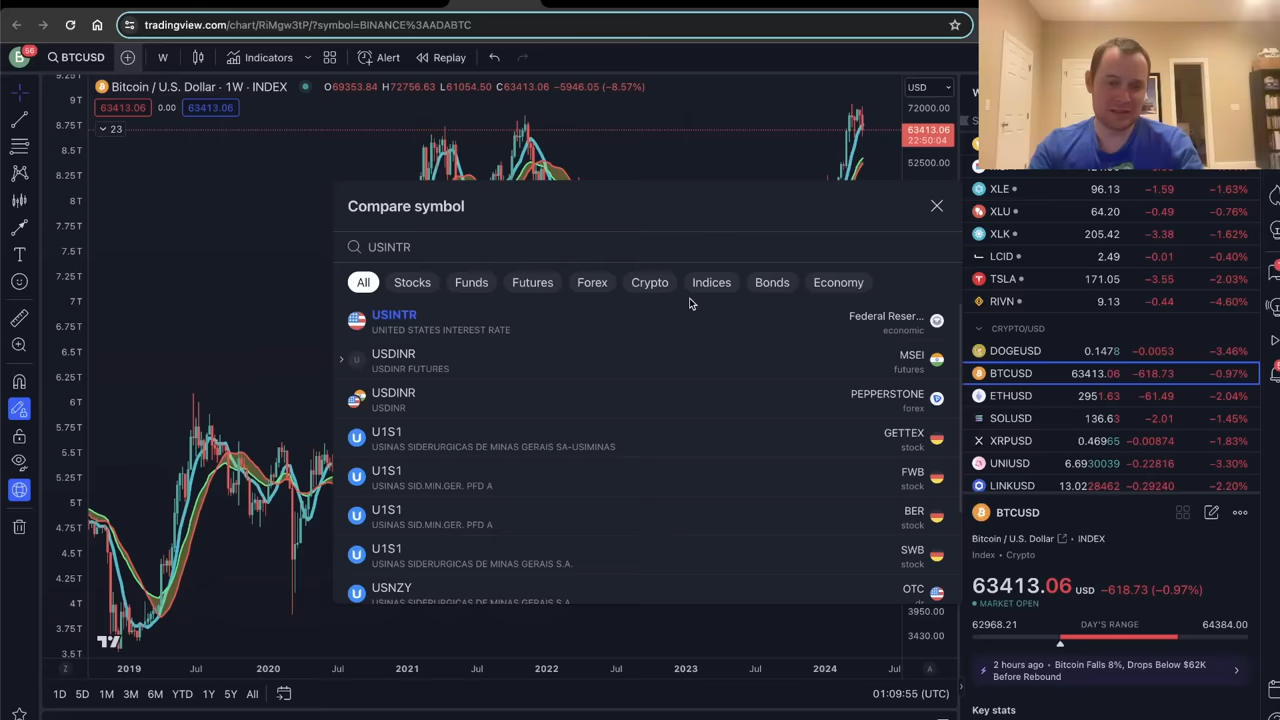 tradingview.com/chart/RiMgw3tP/?symbol=BINANCE%3AADABTC
B 56 BTCUSD W Indicators Alert Replay
Bitcoin / U.S. Dollar · 1W · INDEX O69353.84 H72756.63 L61054.50 C63413.06 −5946.05 (−8.57%)
63413.06 0.00 63413.06
23
USD
9.25T
9T
8.75T
8.5T
8.25T
8T
7.75T
7.5T
7.25T
7T
6.75T
6.5T
6.25T
6T
5.75T
5.5T
5.25T
5T
4.75T
4.5T
4.25T
4T
3.75T
3.5T
72000.00
63413.06
22:50:04
52500.00
3950.00
3430.00
Compare symbol
USINTR
All Stocks Funds Futures Forex Crypto Indices Bonds Economy
USINTR Federal Reser...
UNITED STATES INTEREST RATE economic
USDINR MSEI
USDINR FUTURES futures
USDINR PEPPERSTONE
USDINR forex
U1S1 GETTEX
USINAS SIDERURGICAS DE MINAS GERAIS SA-USIMINAS stock
U1S1 FWB
USINAS SID.MIN.GER. PFD A stock
U1S1 BER
USINAS SID.MIN.GER. PFD A stock
U1S1 SWB
USINAS SIDERURGICAS DE MINAS GERAIS S.A. stock
USNZY OTC
USINAS SIDERURGICAS DE MINAS GERAIS S A
2019 Jul 2020 Jul 2021 Jul 2022 Jul 2023 Jul 2024 Jul
Z A
1D 5D 1M 3M 6M YTD 1Y 5Y All 01:09:55 (UTC)
XLE 96.13 −1.59 −1.63%
XLU 64.20 −0.49 −0.76%
XLK 205.42 −3.38 −1.62%
LCID 2.49 −0.01 −0.40%
TSLA 171.05 −3.55 −2.03%
RIVN 9.13 −0.44 −4.60%
CRYPTO/USD
DOGEUSD 0.1478 −0.0053 −3.46%
BTCUSD 63413.06 −618.73 −0.97%
ETHUSD 2951.63 −61.49 −2.04%
SOLUSD 136.63 −2.01 −1.45%
XRPUSD 0.46965 −0.00874 −1.83%
UNIUSD 6.6930039 −0.22816 −3.30%
LINKUSD 13.0228462 −0.29240 −2.20%
BTCUSD
Bitcoin / U.S. Dollar · INDEX
Index · Crypto
63413.06 USD −618.73 (−0.97%)
MARKET OPEN
62968.21 DAY'S RANGE 64384.00
2 hours ago · Bitcoin Falls 8%, Drops Below $62K
Before Rebound
Key stats